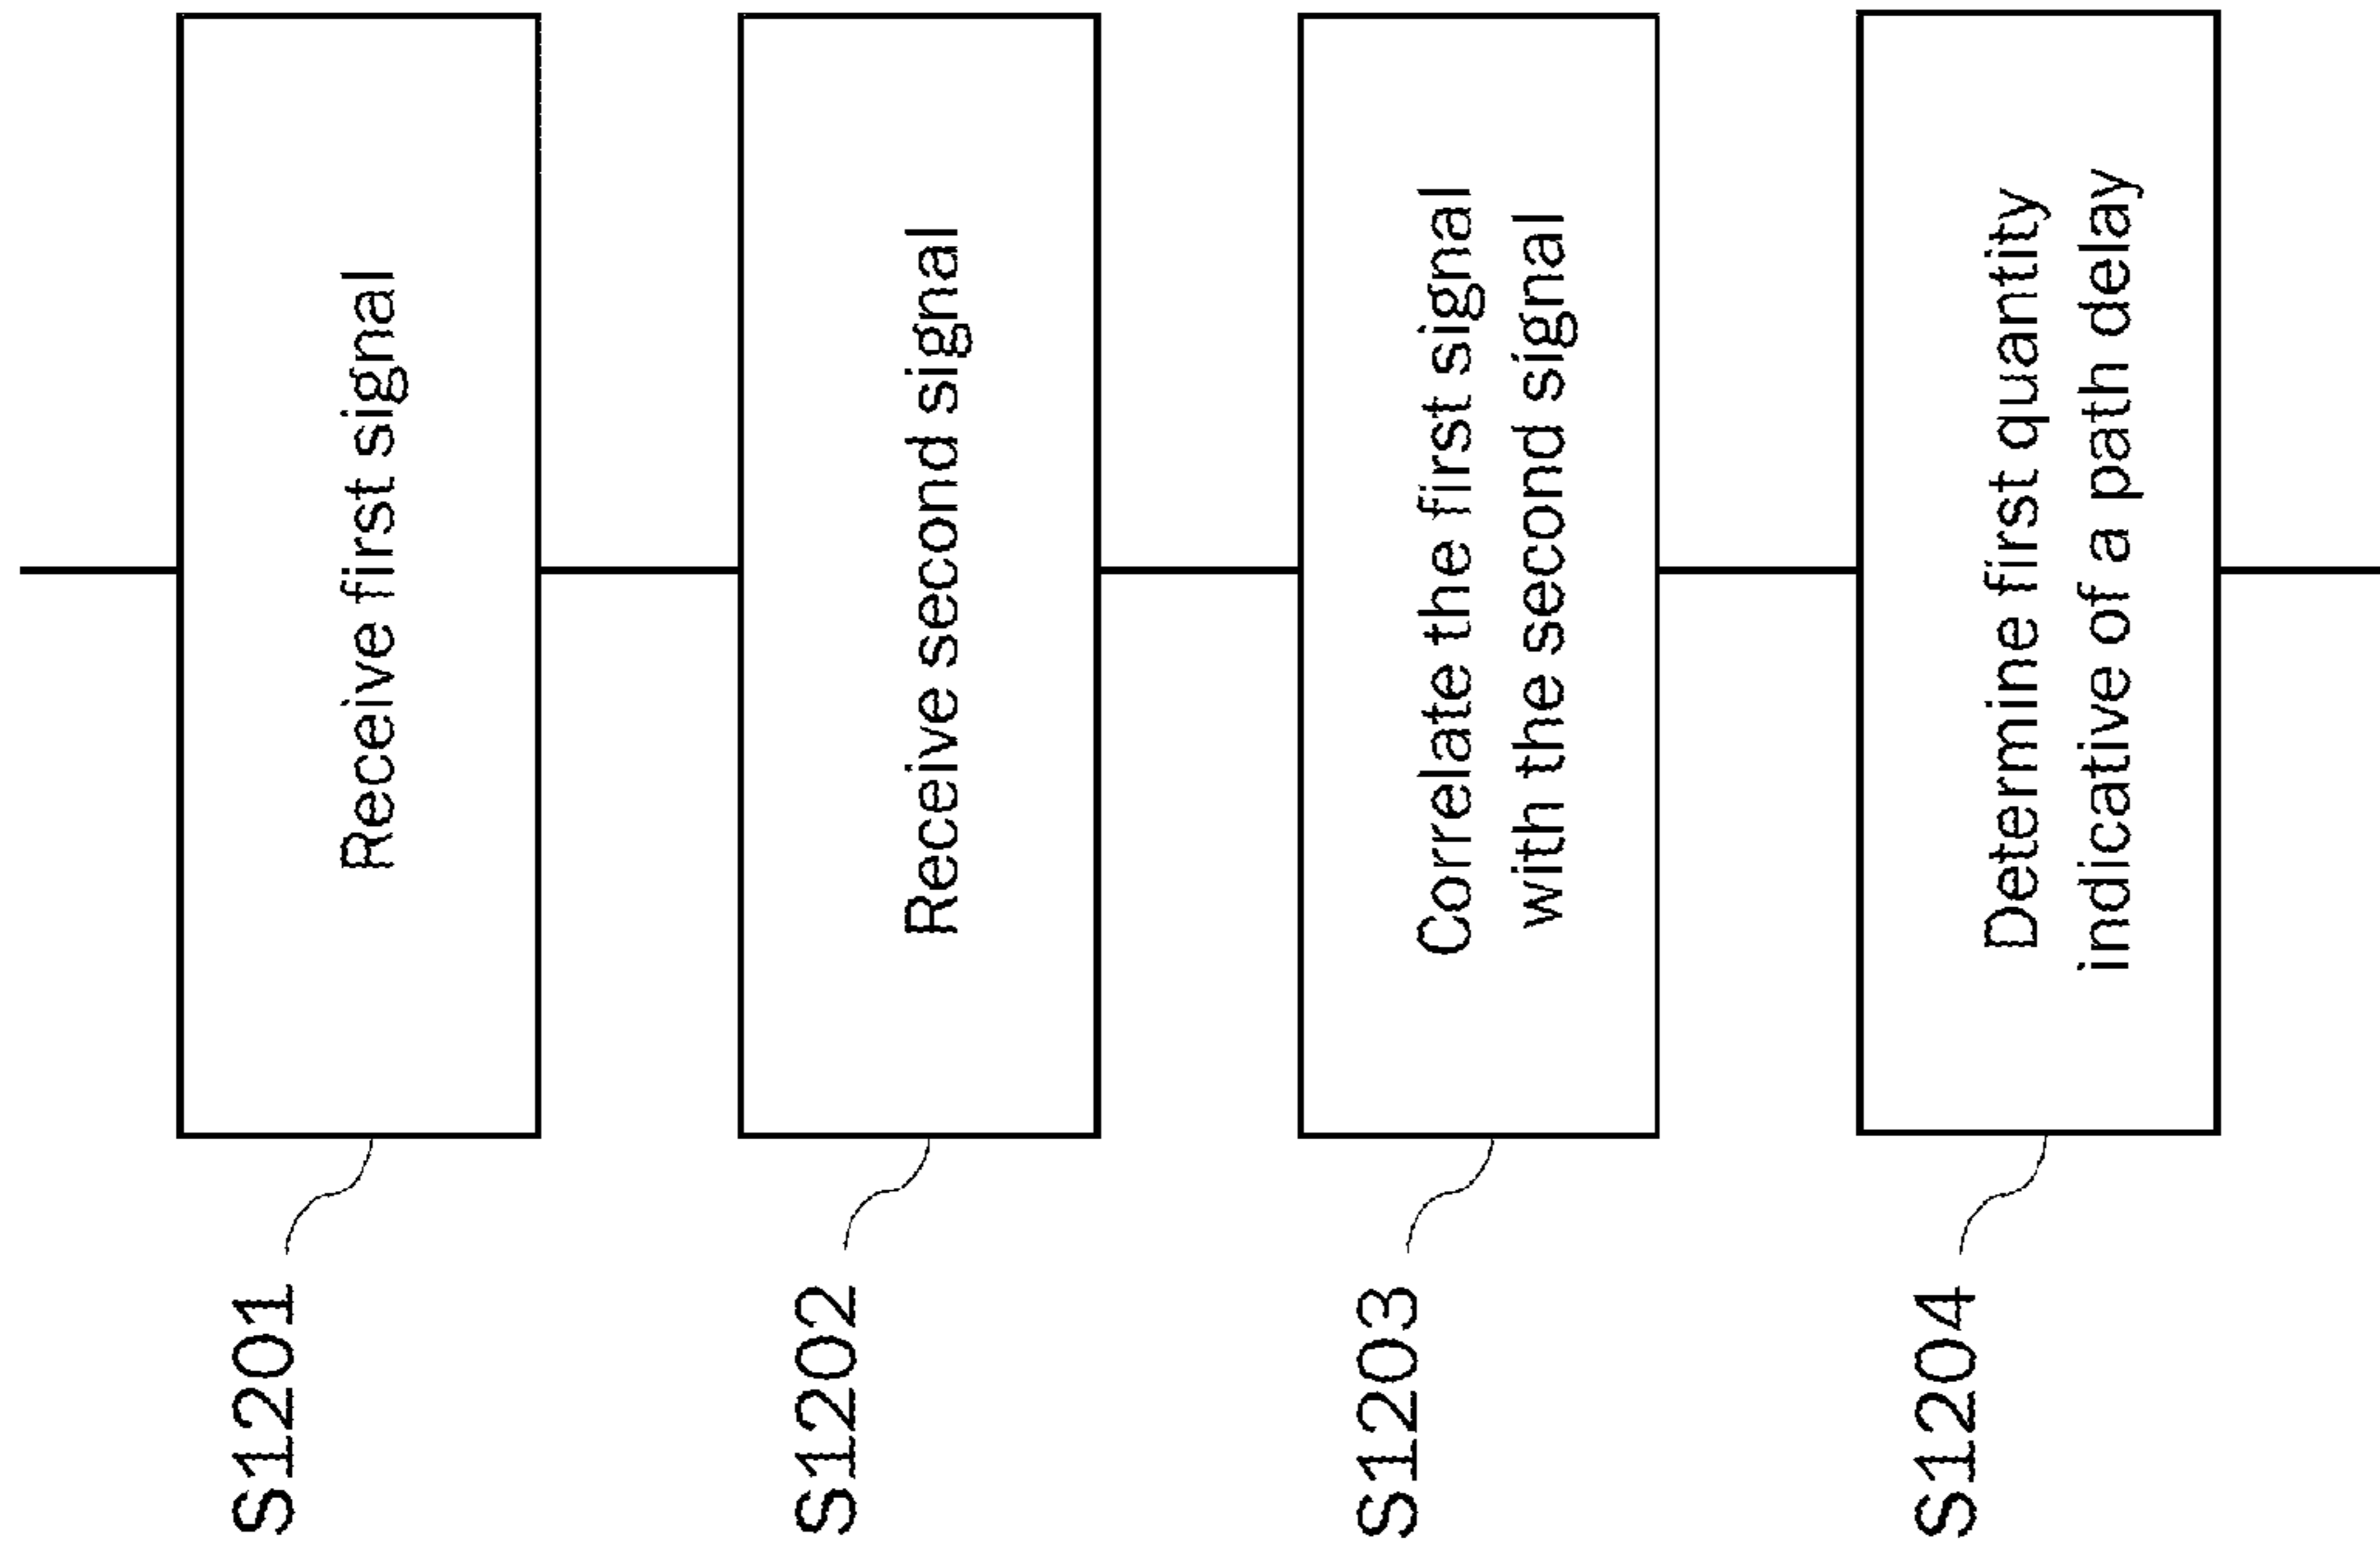 S1201
Receive first signal
S1202
Receive second signal
S1203
Correlate the first signal
with the second signal
S1204
Determine first quantity
indicative of a path delay